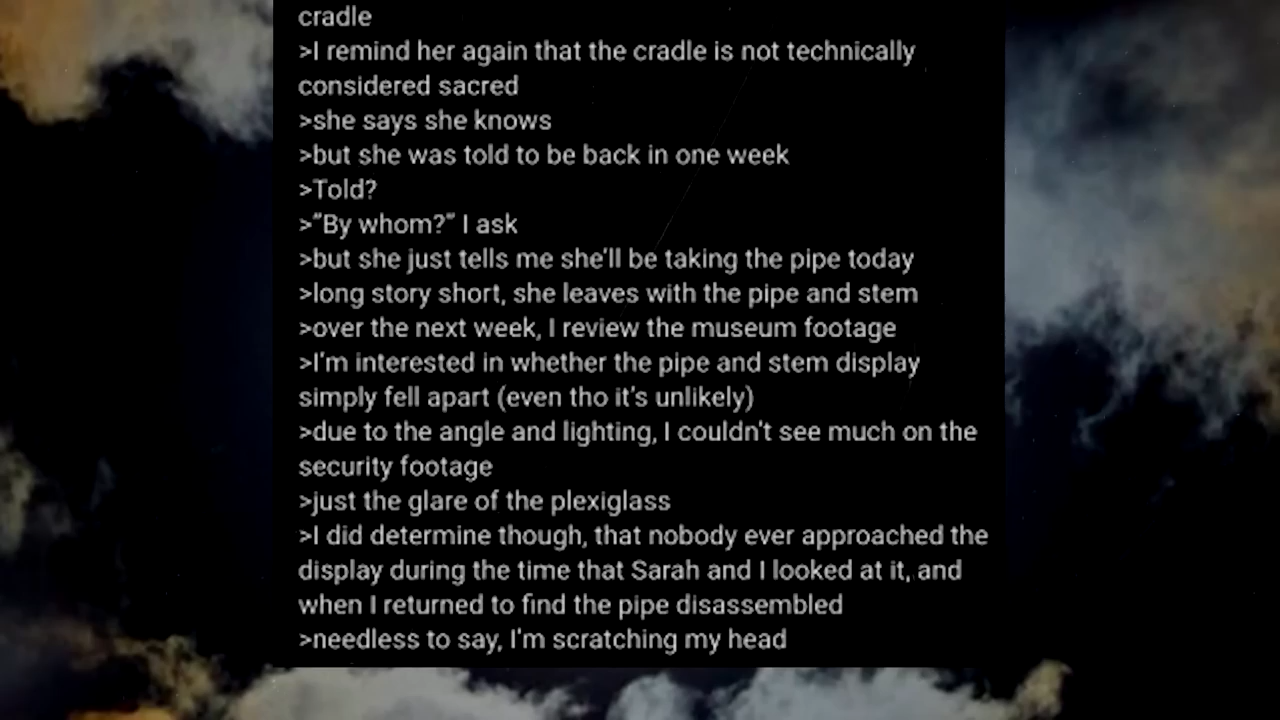 cradle
>I remind her again that the cradle is not technically
considered sacred
>she says she knows
>but she was told to be back in one week
>Told?
>"By whom?" I ask
>but she just tells me she'll be taking the pipe today
>long story short, she leaves with the pipe and stem
>over the next week, I review the museum footage
>I'm interested in whether the pipe and stem display
simply fell apart (even tho it's unlikely)
>due to the angle and lighting, I couldn't see much on the
security footage
>just the glare of the plexiglass
>I did determine though, that nobody ever approached the
display during the time that Sarah and I looked at it, and
when I returned to find the pipe disassembled
>needless to say, I'm scratching my head